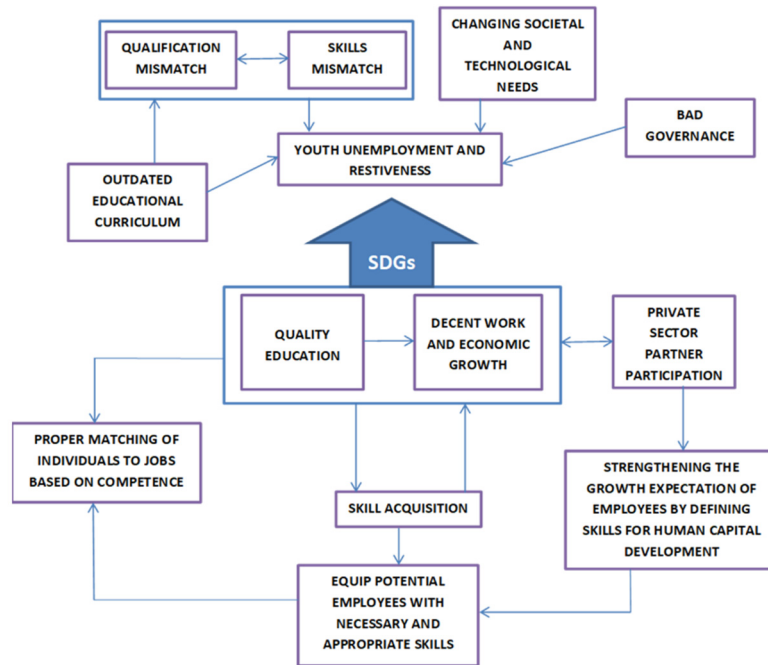 QUALIFICATION
MISMATCH
SKILLS
MISMATCH
CHANGING SOCIETAL
AND
TECHNOLOGICAL
NEEDS
BAD
GOVERNANCE
YOUTH UNEMPLOYMENT AND
RESTIVENESS
OUTDATED
EDUCATIONAL
CURRICULUM
SDGs
QUALITY
EDUCATION
DECENT WORK
AND ECONOMIC
GROWTH
PRIVATE
SECTOR
PARTNER
PARTICIPATION
PROPER MATCHING OF
INDIVIDUALS TO JOBS
BASED ON COMPETENCE
SKILL ACQUISITION
STRENGTHENING THE
GROWTH EXPECTATION OF
EMPLOYEES BY DEFINING
SKILLS FOR HUMAN CAPITAL
DEVELOPMENT
EQUIP POTENTIAL
EMPLOYEES WITH
NECESSARY AND
APPROPRIATE SKILLS